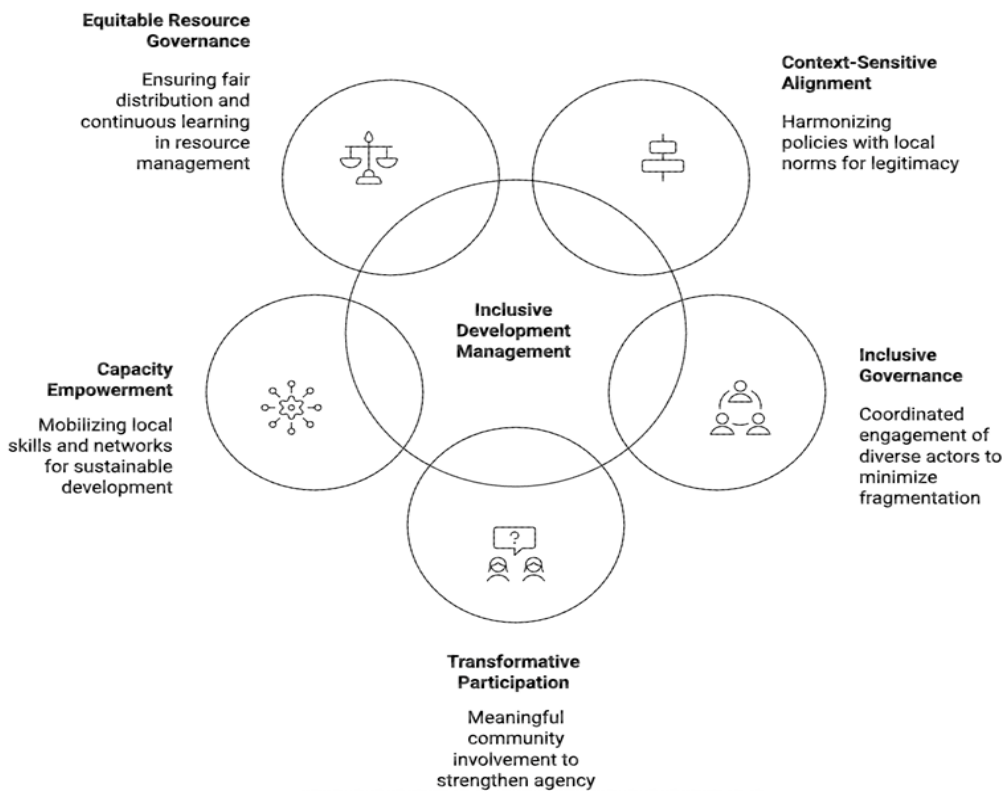 Equitable Resource
Governance
Ensuring fair
distribution and
continuous learning
in resource
management
Context-Sensitive
Alignment
Harmonizing
policies with local
norms for legitimacy
Inclusive
Development
Management
Capacity
Empowerment
Mobilizing local
skills and networks
for sustainable
development
Inclusive
Governance
Coordinated
engagement of
diverse actors to
minimize
fragmentation
?
Transformative
Participation
Meaningful
community
involvement to
strengthen agency